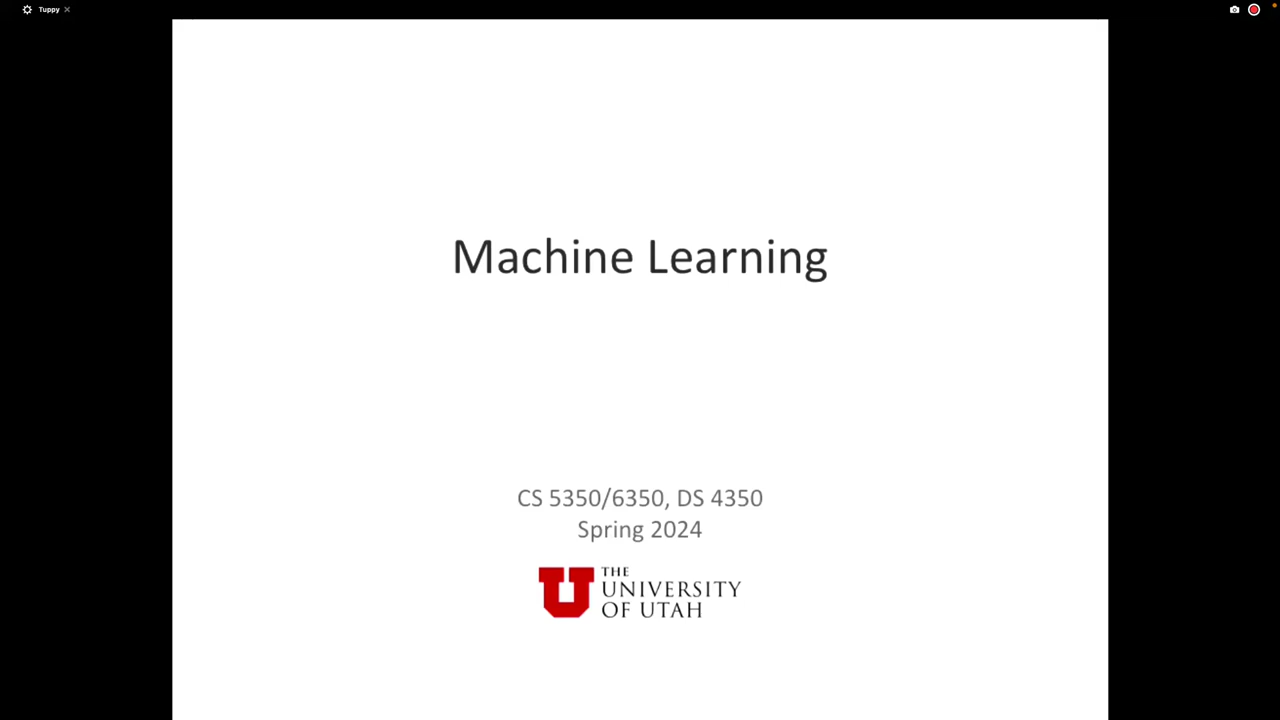 Tuppy
Machine Learning
CS 5350/6350, DS 4350
Spring 2024
THE
UNIVERSITY
OF UTAH